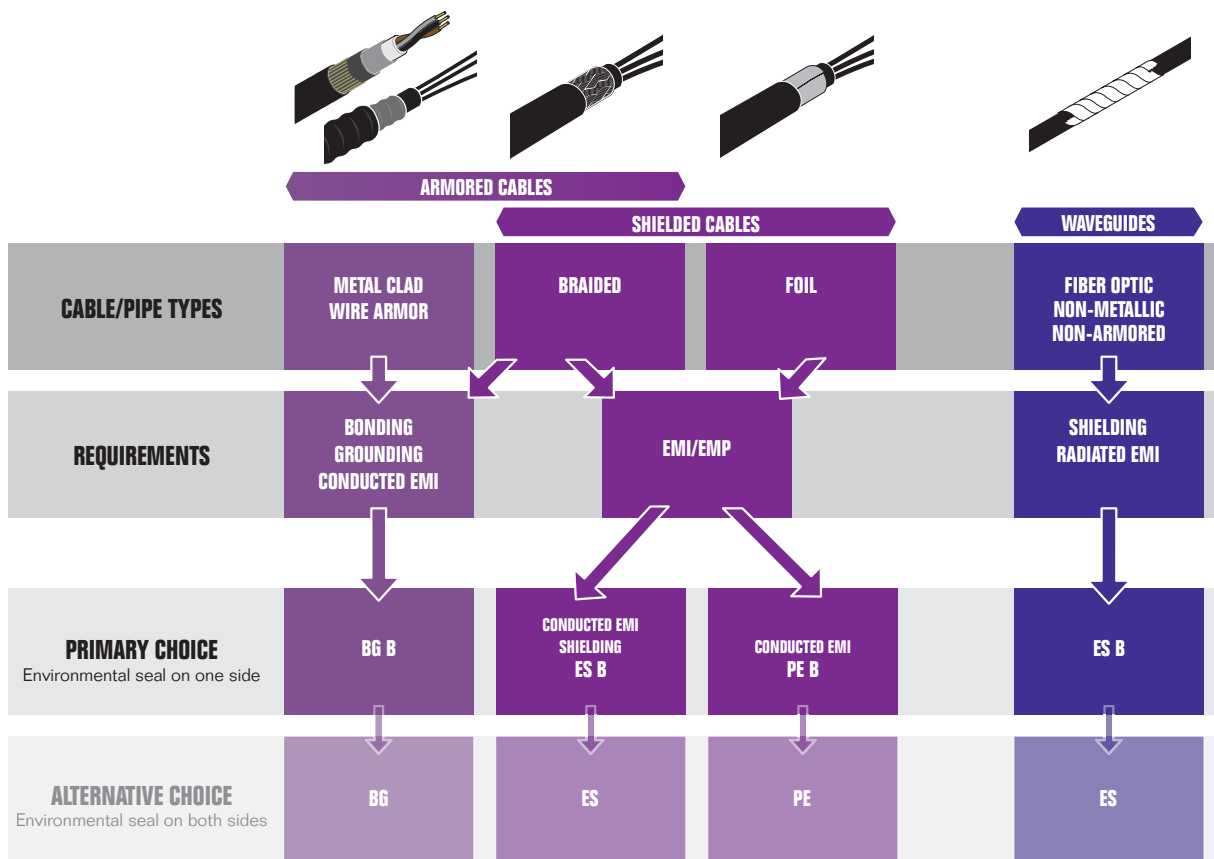 ARMORED CABLES
SHIELDED CABLES
WAVEGUIDES
CABLE/PIPE TYPES
METAL CLAD
WIRE ARMOR
BRAIDED
FOIL
FIBER OPTIC
NON-METALLIC
NON-ARMORED
REQUIREMENTS
BONDING
GROUNDING
CONDUCTED EMI
EMI/EMP
SHIELDING
RADIATED EMI
PRIMARY CHOICE
Environmental seal on one side
BG B
CONDUCTED EMI
SHIELDING
ES B
CONDUCTED EMI
PE B
ES B
ALTERNATIVE CHOICE
Environmental seal on both sides
BG
ES
PE
ES